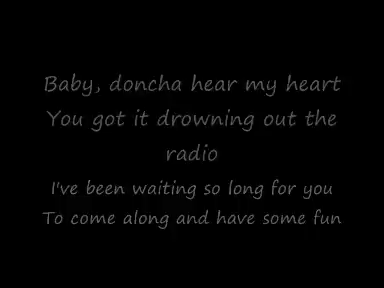 Baby, doncha hear my heart
You got it drowning out the
radio
I've been waiting so long for you
To come along and have some fun